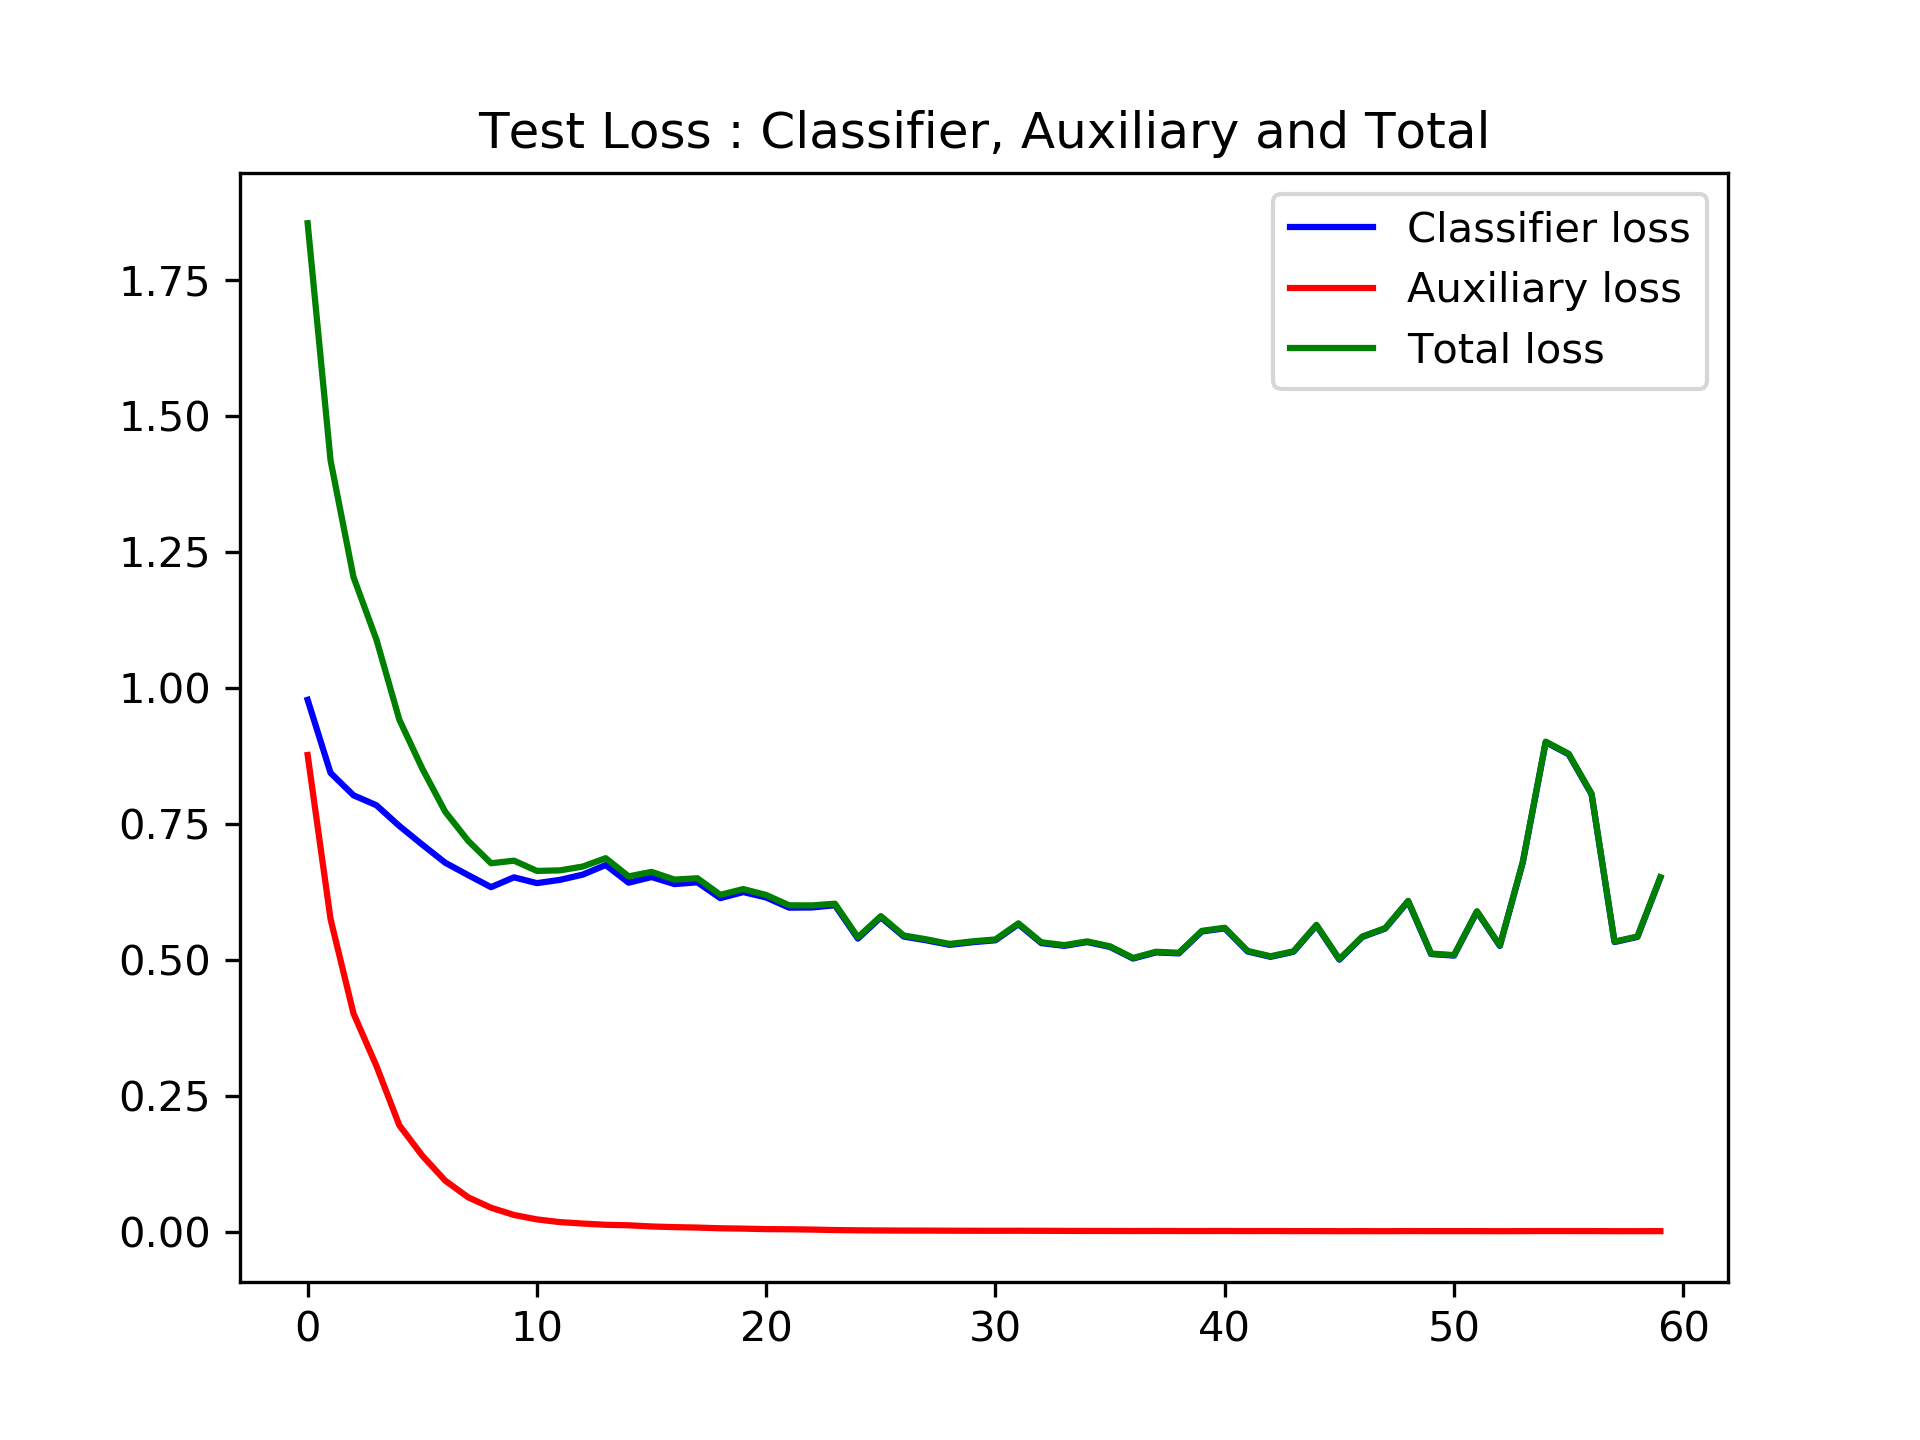 Test Loss : Classifier, Auxiliary and Total
Classifier loss
Auxiliary loss
Total loss
1.75
1.50
1.25
1.00
0.75
0.50
0.25
0.00
0 10 20 30 40 50 60